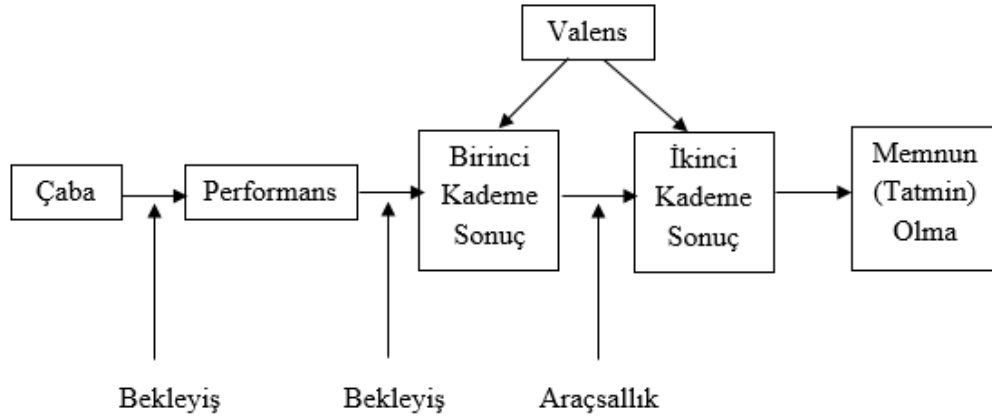 Valens
Çaba
Performans
Birinci
Kademe
Sonuç
İkinci
Kademe
Sonuç
Memnun
(Tatmin)
Olma
Bekleyiş
Bekleyiş
Araçsallık